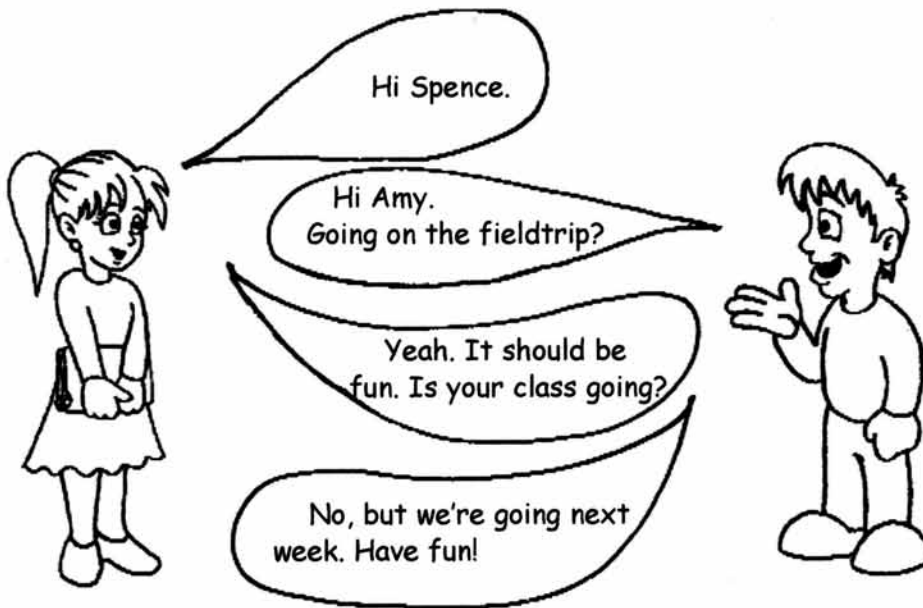 Hi Spence.
Hi Amy.
Going on the fieldtrip?
Yeah. It should be
fun. Is your class going?
No, but we're going next
week. Have fun!